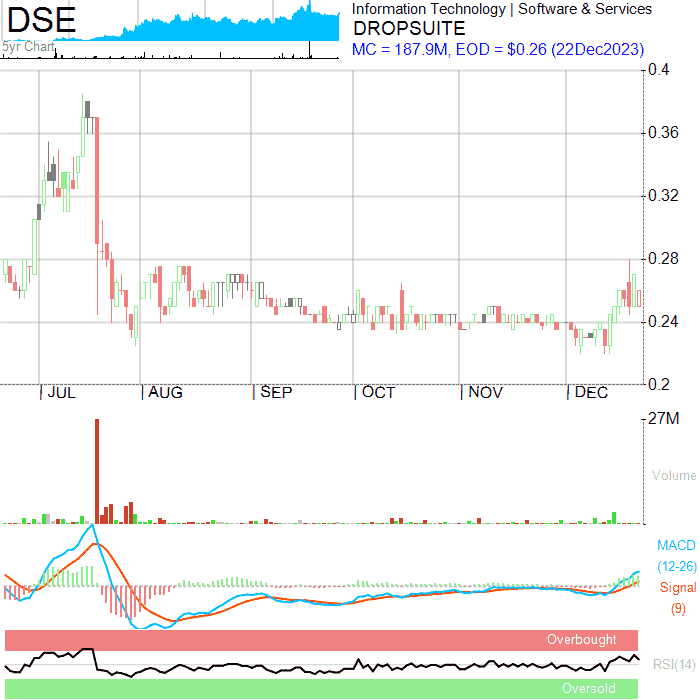 DSE
5yr Chart
Information Technology | Software & Services
DROPSUITE
MC = 187.9M, EOD = $0.26 (22Dec2023)
0.4
0.36
0.32
0.28
0.24
0.2
JUL AUG SEP OCT NOV DEC
27M
Volume
MACD
(12-26)
Signal
(9)
Overbought
RSI(14)
Oversold